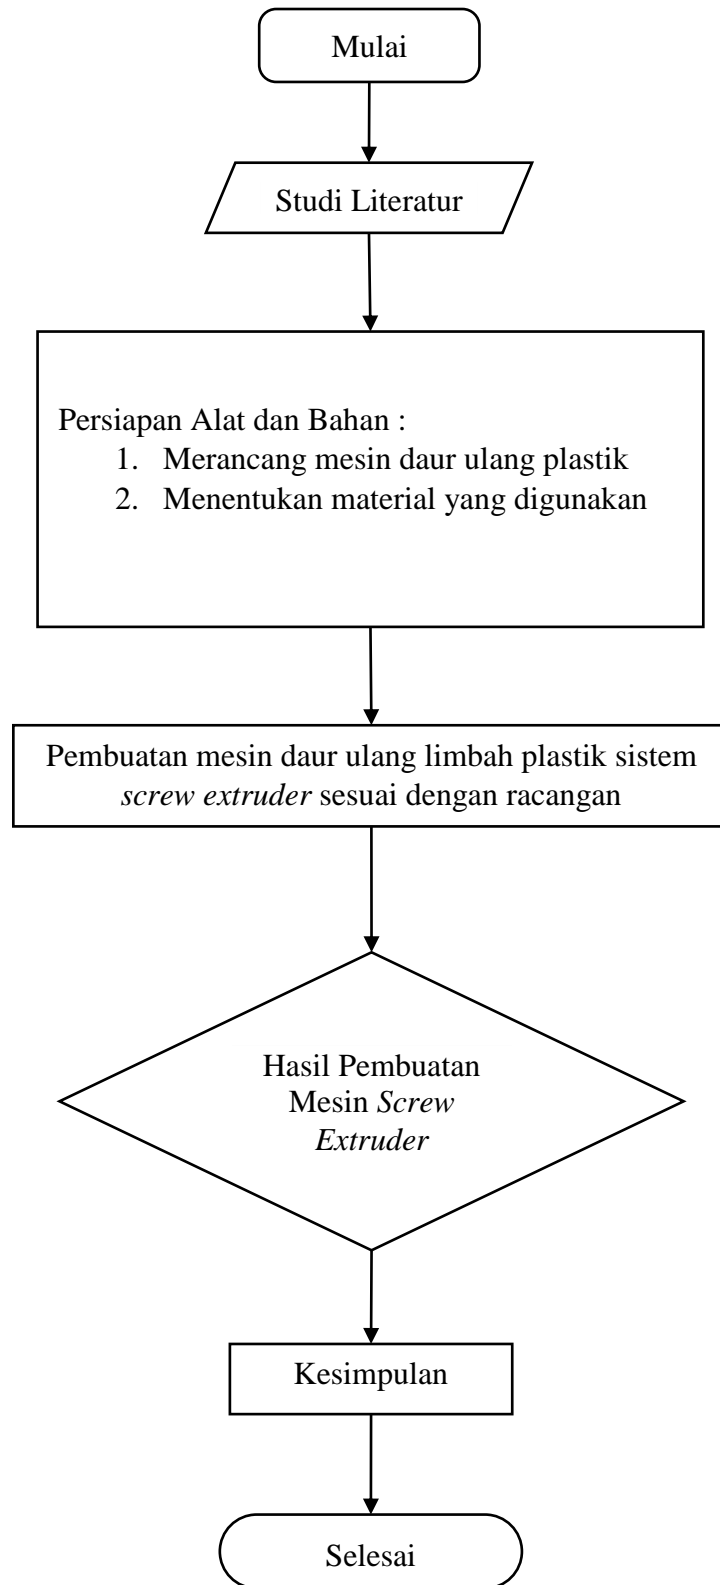 Mulai
Studi Literatur
Persiapan Alat dan Bahan :
1. Merancang mesin daur ulang plastik
2. Menentukan material yang digunakan
Pembuatan mesin daur ulang limbah plastik sistem
screw extruder sesuai dengan racangan
Hasil Pembuatan
Mesin Screw
Extruder
Kesimpulan
Selesai